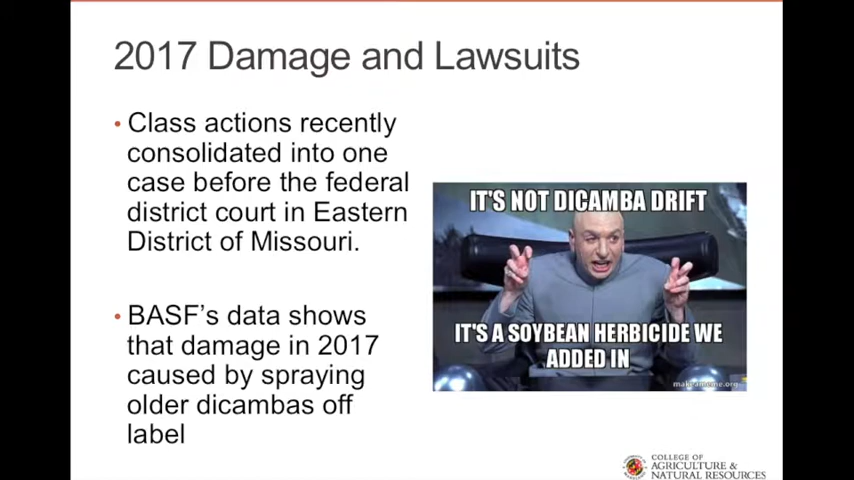 2017 Damage and Lawsuits
• Class actions recently
consolidated into one
case before the federal
district court in Eastern
District of Missouri.
• BASF's data shows
that damage in 2017
caused by spraying
older dicambas off
label
IT'S NOT DICAMBA DRIFT
IT'S A SOYBEAN HERBICIDE WE
ADDED IN
makeameme.org
COLLEGE OF
AGRICULTURE &
NATURAL RESOURCES